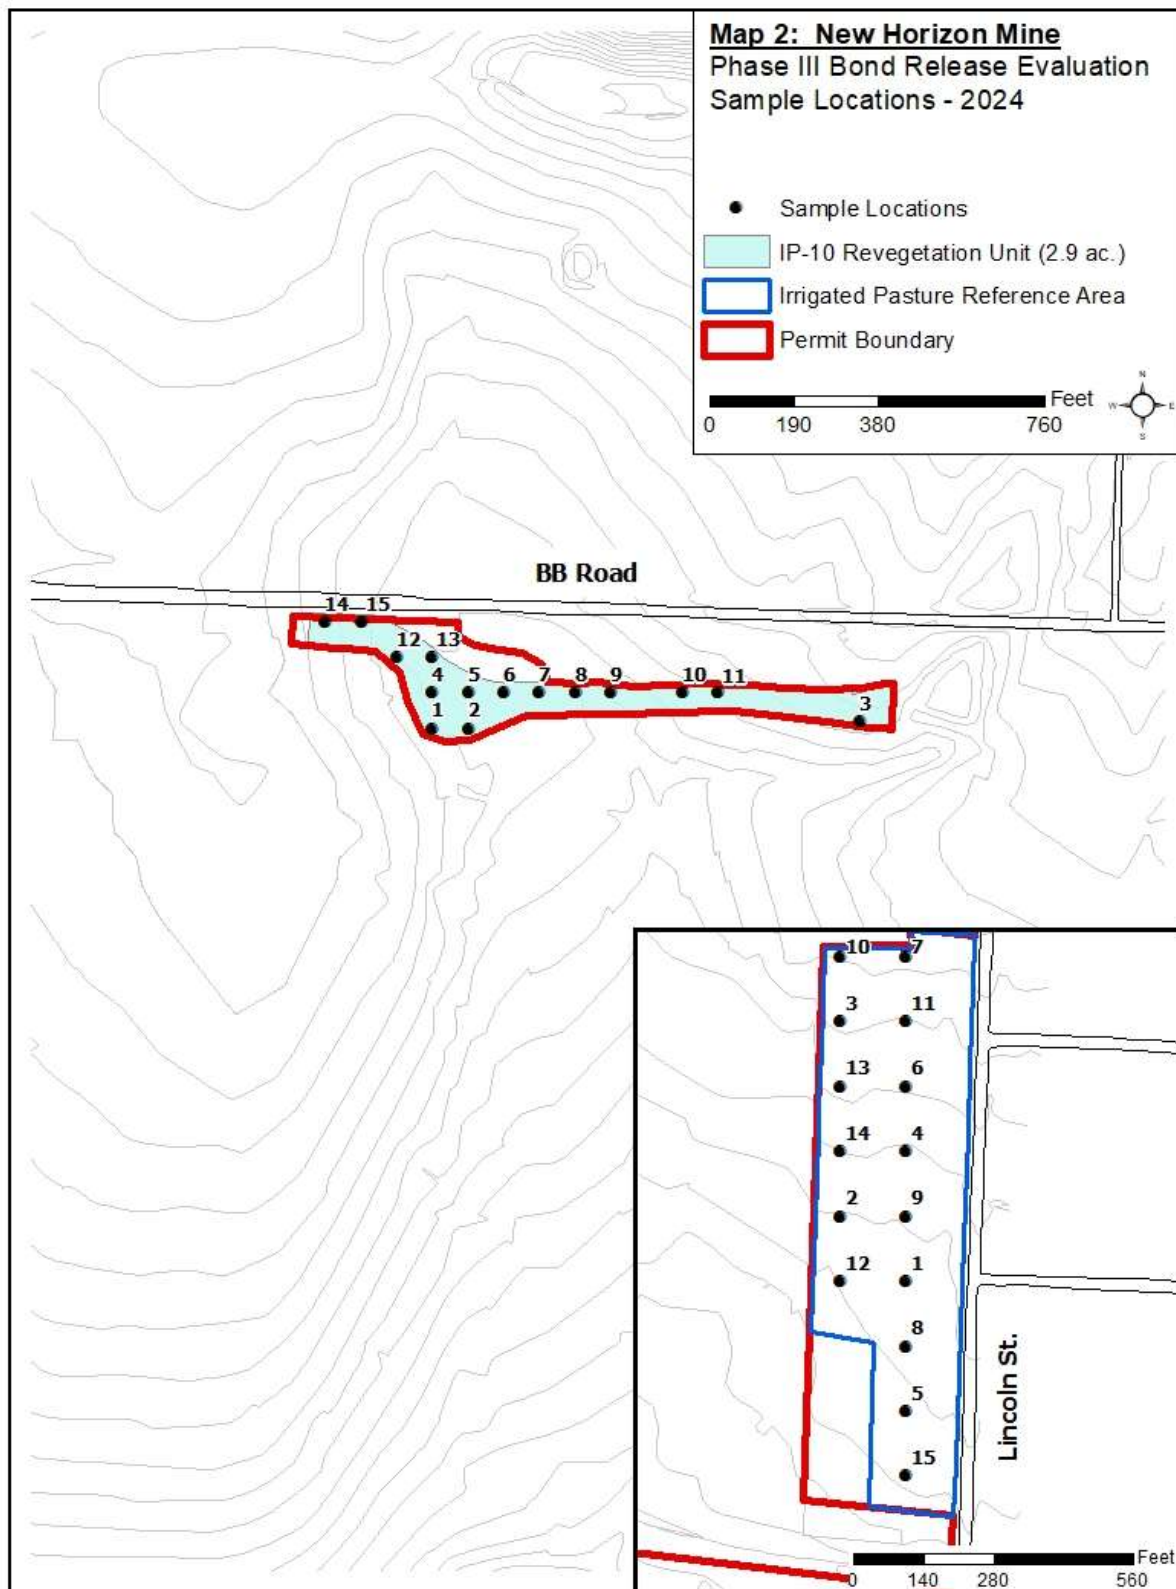 Map 2: New Horizon Mine
Phase III Bond Release Evaluation
Sample Locations - 2024
Sample Locations
IP-10 Revegetation Unit (2.9 ac.)
Irrigated Pasture Reference Area
Permit Boundary
Feet
0 190 380 760
N
W E
S
BB Road
14 15
12 13
4 5 6 7 8 9 10 11
1 2 3
10 7
3 11
13 6
14 4
2 9
12 1
8
5
15
Lincoln St.
Feet
0 140 280 560